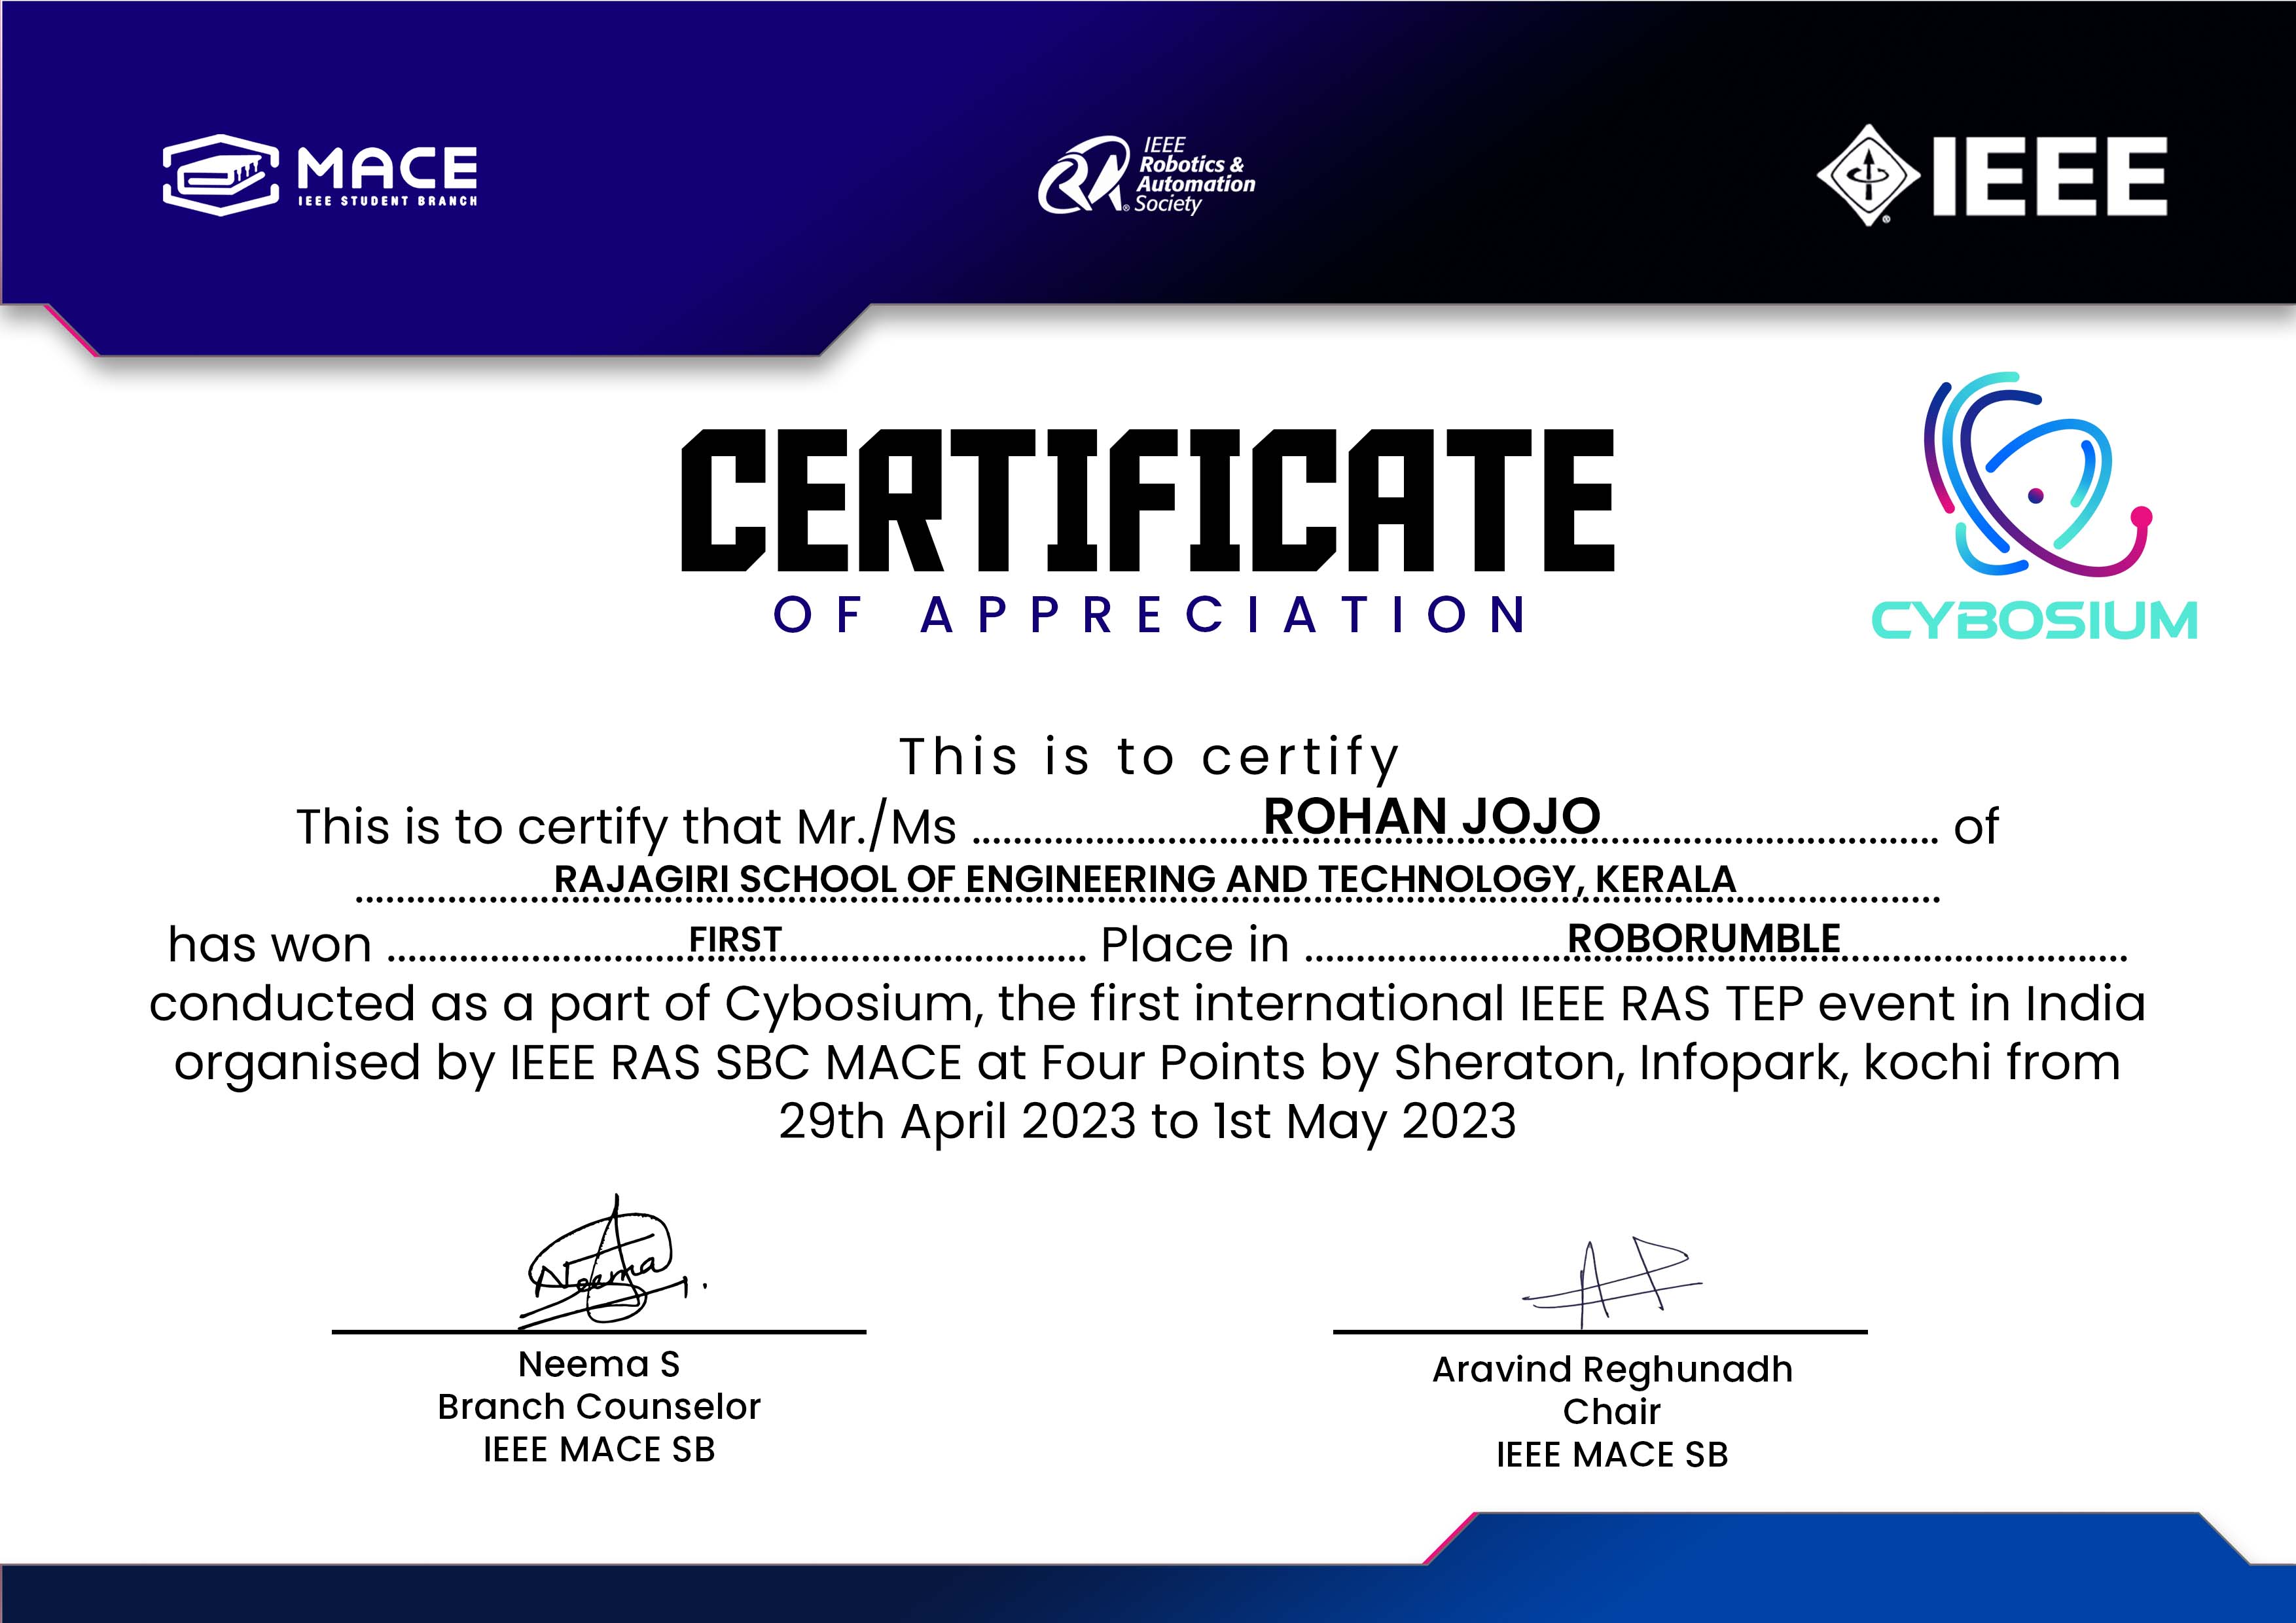 MACE
IEEE STUDENT BRANCH
IEEE
Robotics &
Automation
Society
IEEE
CERTIFICATE
OF APPRECIATION
CYBOSIUM
This is to certify
This is to certify that Mr./Ms ROHAN JOJO of
RAJAGIRI SCHOOL OF ENGINEERING AND TECHNOLOGY, KERALA
has won FIRST Place in ROBORUMBLE
conducted as a part of Cybosium, the first international IEEE RAS TEP event in India
organised by IEEE RAS SBC MACE at Four Points by Sheraton, Infopark, kochi from
29th April 2023 to 1st May 2023
Neema
Neema S
Branch Counselor
IEEE MACE SB
Aravind Reghunadh
Chair
IEEE MACE SB